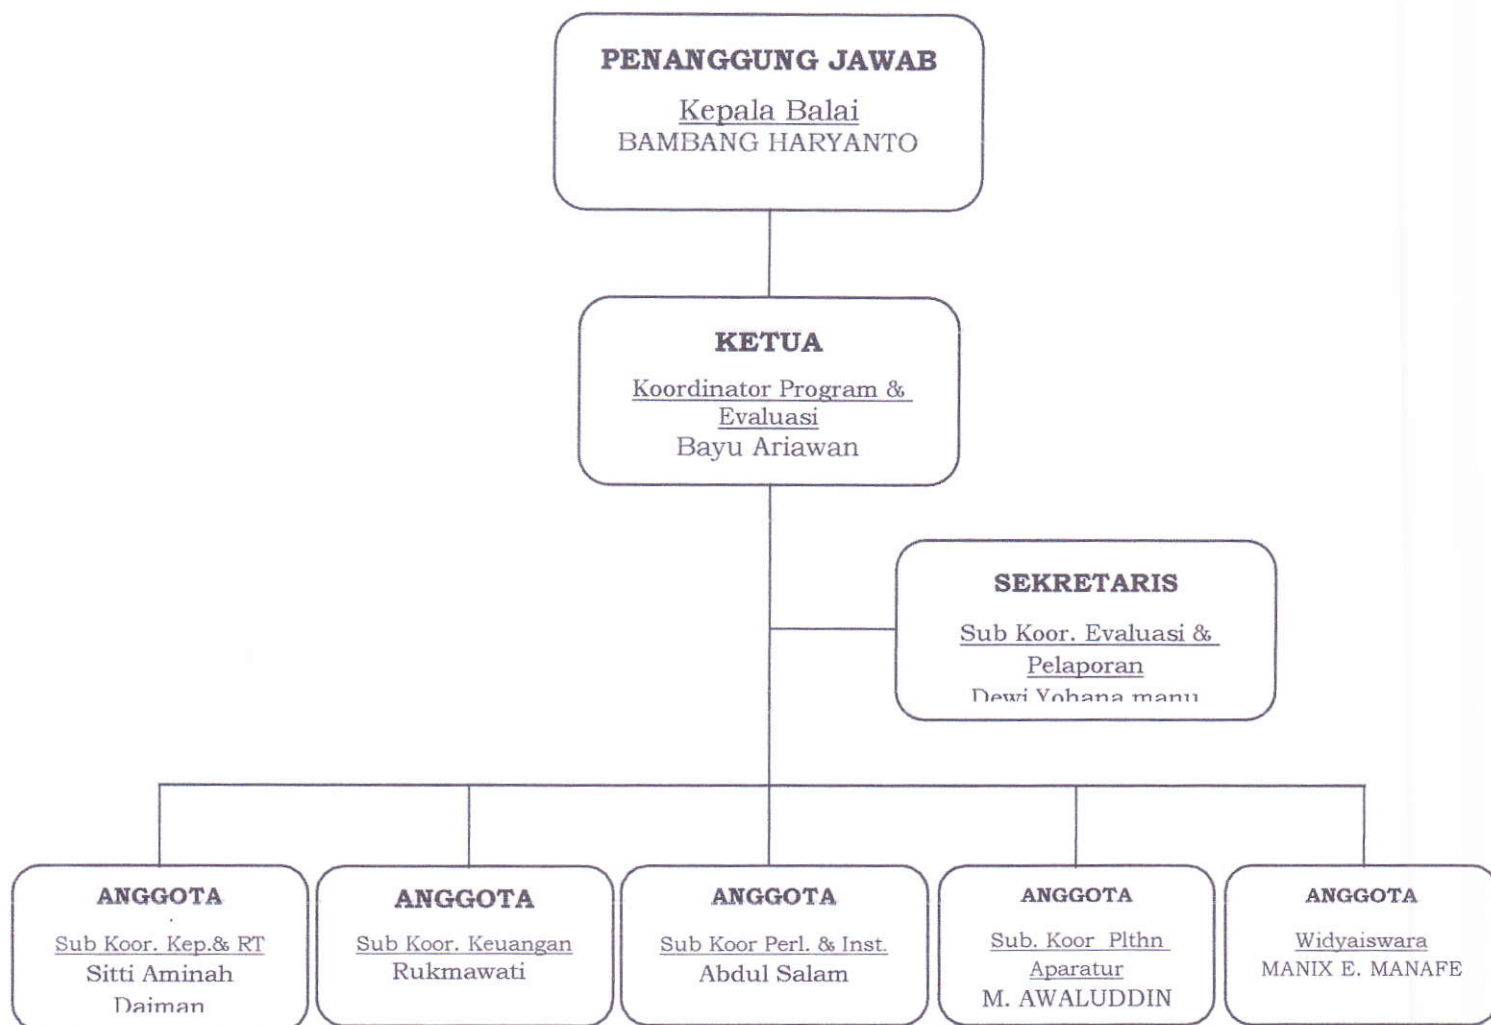 PENANGGUNG JAWAB
Kepala Balai
BAMBANG HARYANTO
KETUA
Koordinator Program &
Evaluasi
Bayu Ariawan
SEKRETARIS
Sub Koor. Evaluasi &
Pelaporan
Dewi Yohana manu
ANGGOTA
Sub Koor. Kep.& RT
Sitti Aminah
Daiman
ANGGOTA
Sub Koor. Keuangan
Rukmawati
ANGGOTA
Sub Koor Perl. & Inst.
Abdul Salam
ANGGOTA
Sub. Koor Plthn
Aparatur
M. AWALUDDIN
ANGGOTA
Widyaiswara
MANIX E. MANAFE